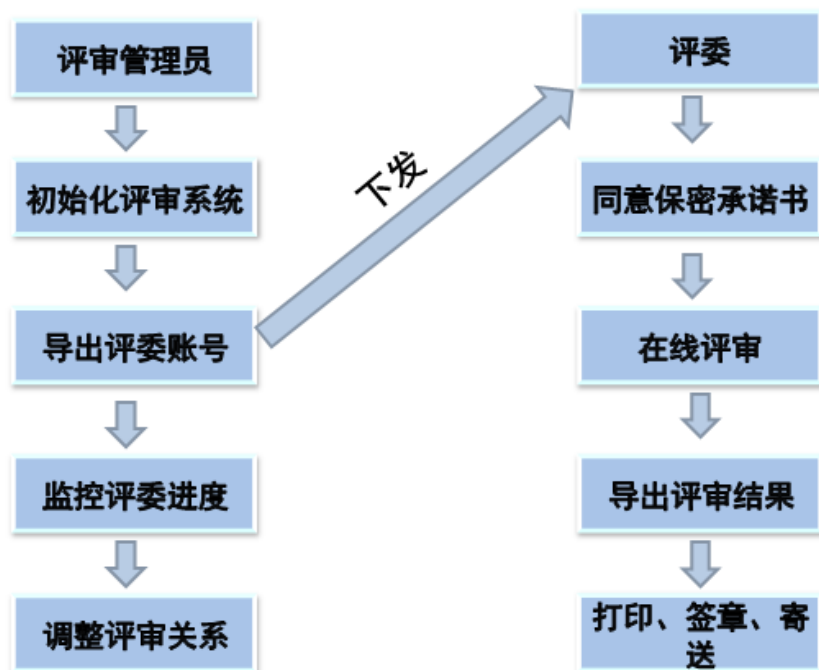 评审管理员
初始化评审系统
导出评委账号
监控评委进度
调整评审关系
下发
评委
同意保密承诺书
在线评审
导出评审结果
打印、签章、寄
送